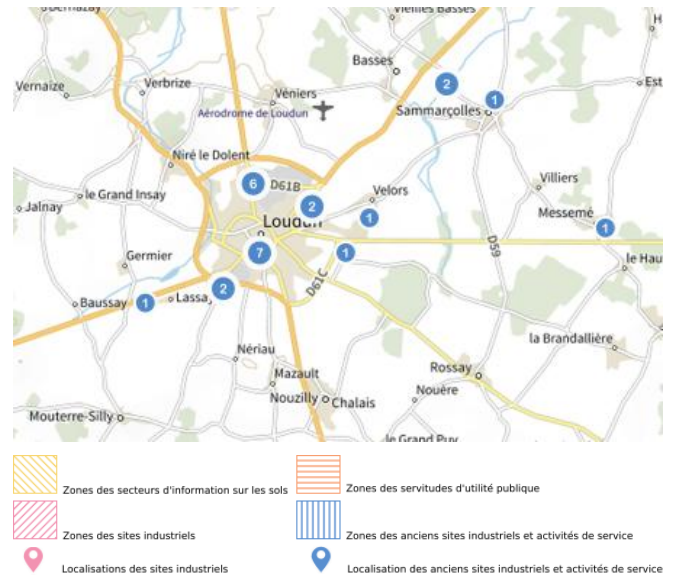 Vieilles Basses
H
Basses
Vernaize
Verbrize
Veniers
2
1
Est
Aérodrome de Loudun
Sammarçolles
Niré le Dolent
6
D61B
Velors
Villiers
le Grand Insay
2
Jalnay
Loudun
1
Messemé
1
7
1
D59
Germier
le Hau
D61C
2
Baussay
1
Lassa
Nériau
la Brandallière
Mazault
Rossay
Nouzilly
Chalais
Nouère
Mouterre-Silly
le Grand Puy
Zones des secteurs d'information sur les sols
Zones des servitudes d'utilité publique
Zones des sites industriels
Zones des anciens sites industriels et activités de service
Localisations des sites industriels
Localisation des anciens sites industriels et activités de service